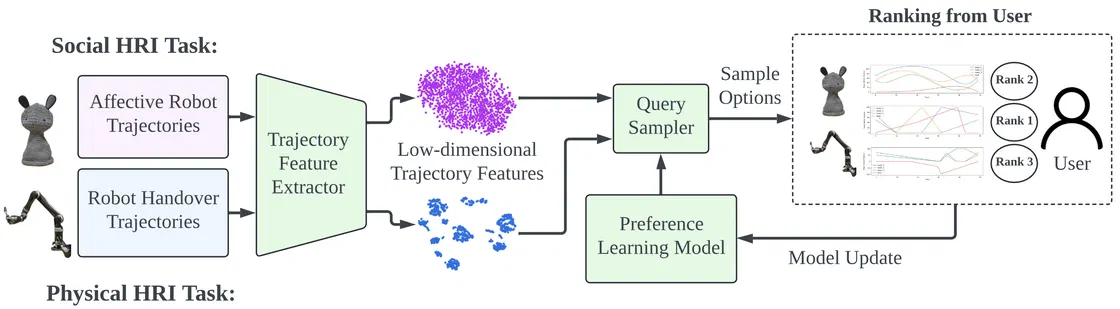 Social HRI Task:
Affective Robot
Trajectories
Robot Handover
Trajectories
Physical HRI Task:
Trajectory
Feature
Extractor
Low-dimensional
Trajectory Features
Query
Sampler
Preference
Learning Model
Sample
Options
Ranking from User
Rank 2
Rank 1
Rank 3
User
Model Update